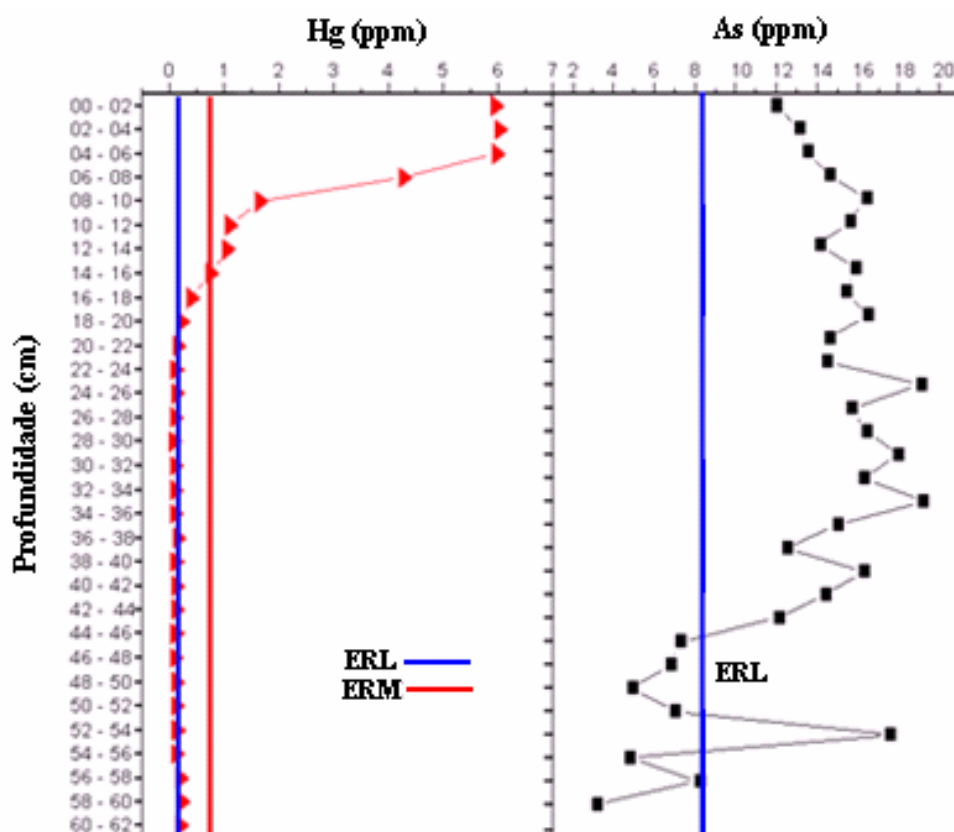 Hg (ppm) As (ppm)
0 1 2 3 4 5 6 7 2 4 6 8 10 12 14 16 18 20
Profundidade (cm)
00 - 02
02 - 04
04 - 06
06 - 08
08 - 10
10 - 12
12 - 14
14 - 16
16 - 18
18 - 20
20 - 22
22 - 24
24 - 26
26 - 28
28 - 30
30 - 32
32 - 34
34 - 36
36 - 38
38 - 40
40 - 42
42 - 44
44 - 46
46 - 48
48 - 50
50 - 52
52 - 54
54 - 56
56 - 58
58 - 60
60 - 62
ERL
ERM
ERL